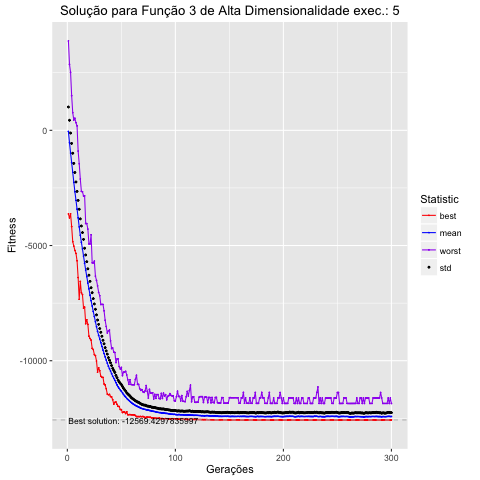 Solução para Função 3 de Alta Dimensionalidade exec.: 5
Fitness
0
-5000
-10000
Best solution: -12569.4297835997
0
100
200
300
Gerações
Statistic
best
mean
worst
std